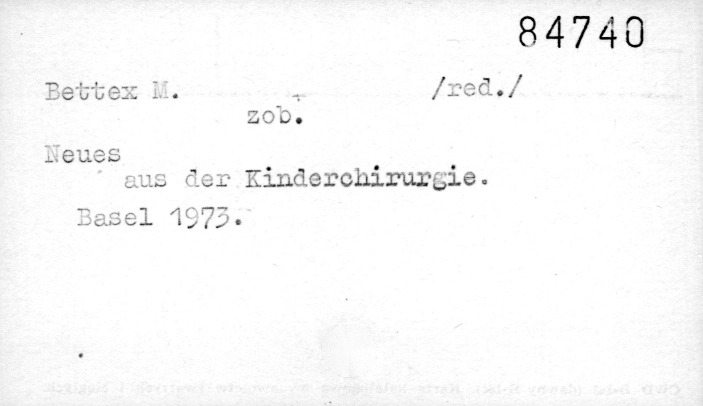 84740
Bettex M. /red./
zob.
Neues
aus der Kinderchirurgie.
Basel 1973.